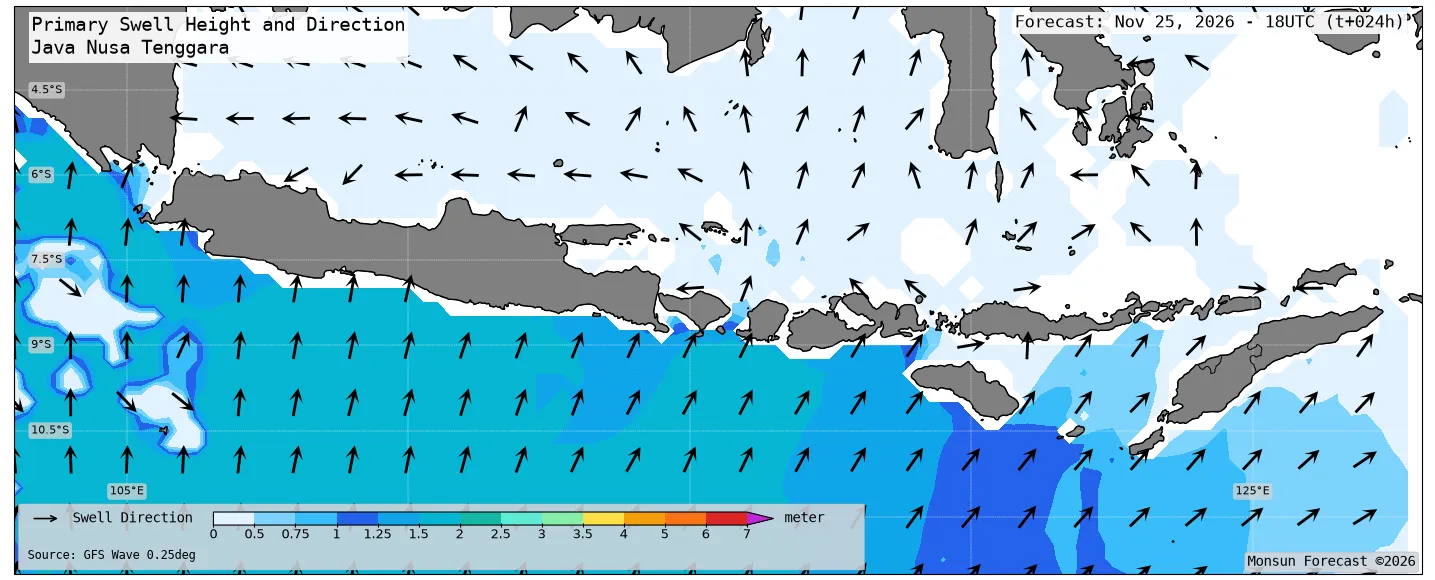 Primary Swell Height and Direction
Java Nusa Tenggara
Forecast: Nov 25, 2026 - 18UTC (t+024h)
4.5°S
6°S
7.5°S
9°S
10.5°S
105°E
125°E
Swell Direction
0 0.5 0.75 1 1.25 1.5 2 2.5 3 3.5 4 5 6 7
meter
Source: GFS Wave 0.25deg
Monsun Forecast ©2026